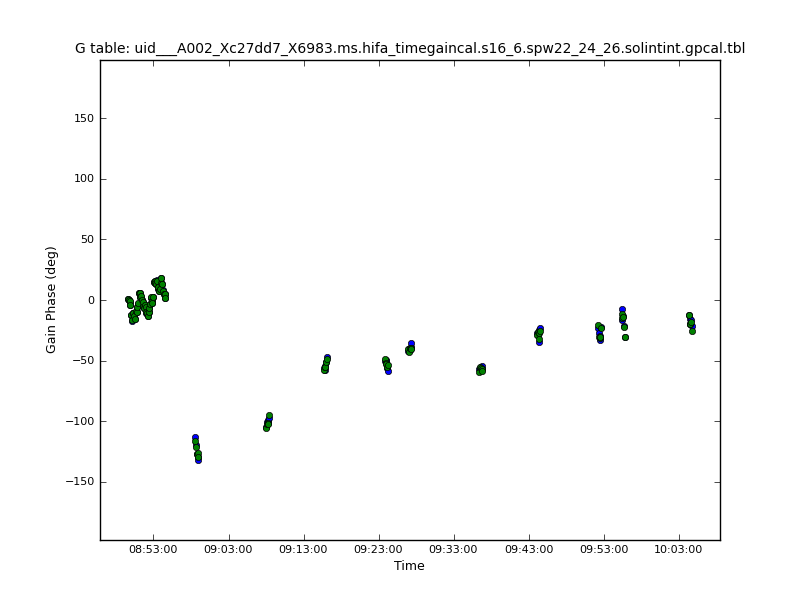 G table: uid___A002_Xc27dd7_X6983.ms.hifa_timegaincal.s16_6.spw22_24_26.solintint.gpcal.tbl
150
100
50
0
−50
−100
−150
Gain Phase (deg)
08:53:00 09:03:00 09:13:00 09:23:00 09:33:00 09:43:00 09:53:00 10:03:00
Time